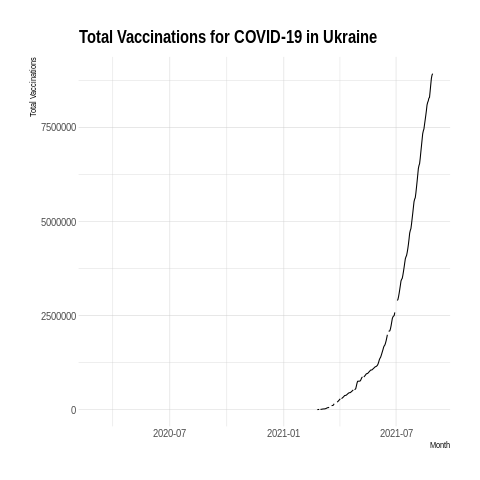 Total Vaccinations for COVID-19 in Ukraine
Total Vaccinations
7500000
5000000
2500000
0
2020-07 2021-01 2021-07
Month